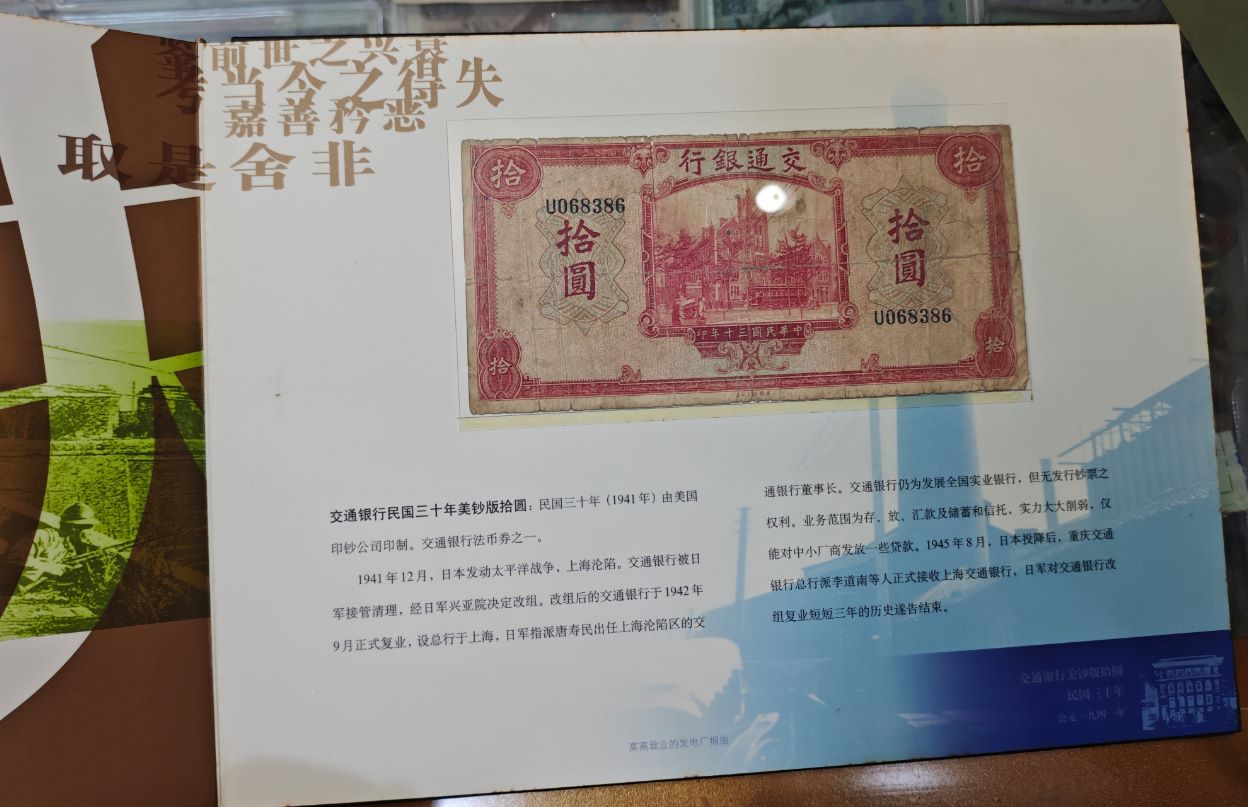 前世之兴替
考当今之得失
嘉善矜恶
取是舍非
拾
行銀通交
拾
U068386
拾圓
拾圓
U068386
印年十三國民華中
拾
拾
交通银行民国三十年美钞版拾圆：民国三十年（1941年）由美国
印钞公司印制。交通银行法币券之一。
1941年12月，日本发动太平洋战争，上海沦陷。交通银行被日
军接管清理，经日军兴亚院决定改组。改组后的交通银行于1942年
9月正式复业，设总行于上海，日军指派唐寿民出任上海沦陷区的交
通银行董事长。交通银行仍为发展全国实业银行，但无发行钞票之
权利。业务范围为存、放、汇款及储蓄和信托，实力大大削弱，仅
能对中小厂商发放一些贷款。1945年8月，日本投降后，重庆交通
银行总行派李道南等人正式接收上海交通银行，日军对交通银行改
组复业短短三年的历史遂告结束。
交通银行美钞版拾圆
民国三十年
公元一九四一年
高高耸立的发电厂烟囱